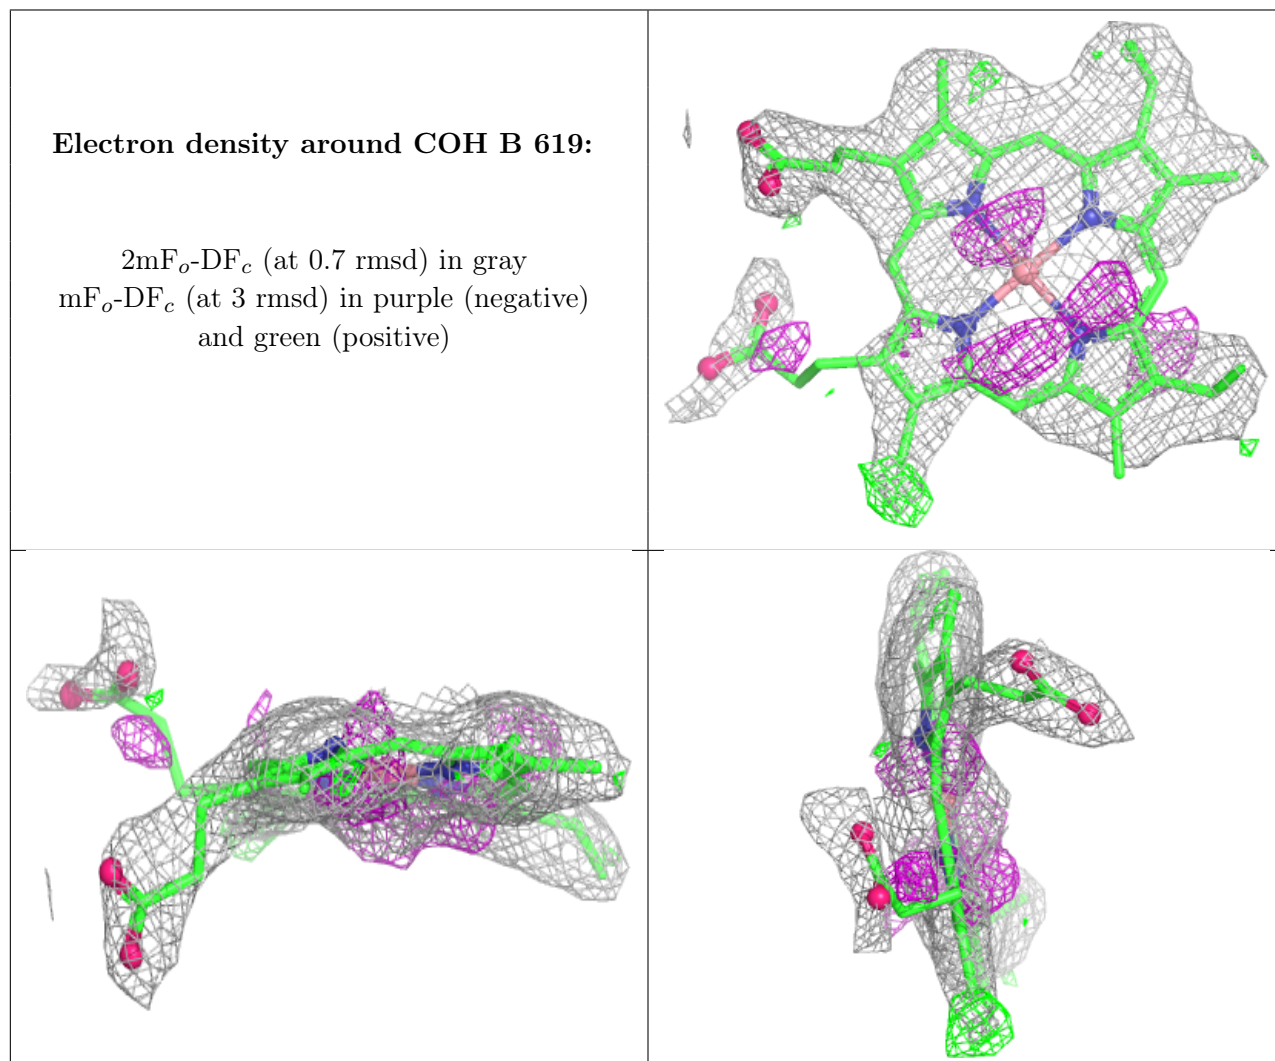 Electron density around COH B 619:
2mFo-DFc (at 0.7 rmsd) in gray
mFo-DFc (at 3 rmsd) in purple (negative)
and green (positive)